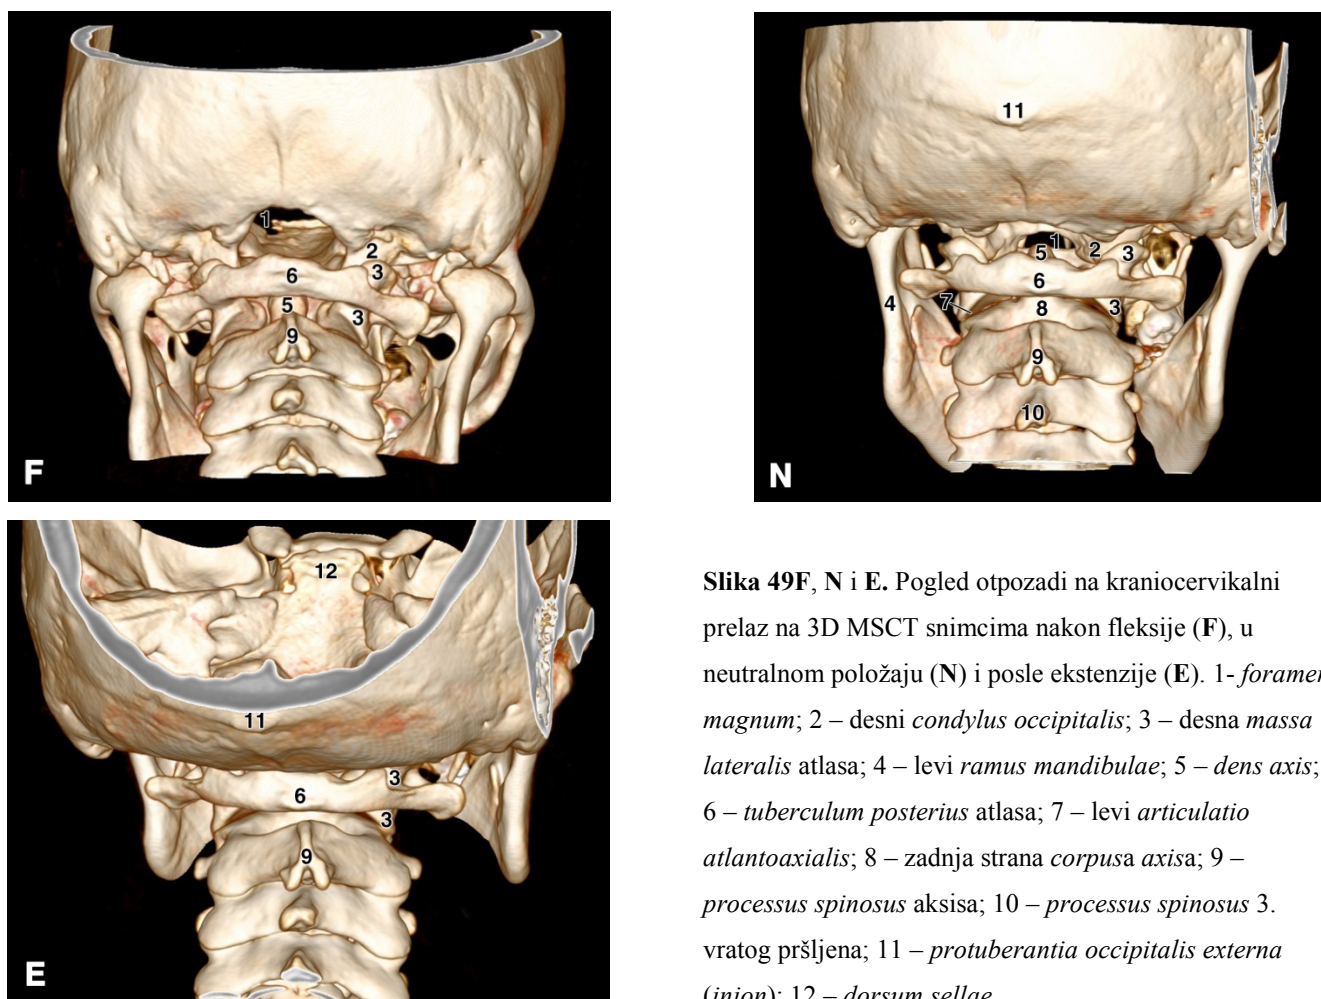 1
2
6
3
5
3
9
F
11
1
5
2
3
6
4
7
8
3
9
10
N
12
11
3
6
3
9
E
Slika 49F, N i E. Pogled otpozadi na kraniocervikalni
prelaz na 3D MSCT snimcima nakon fleksije (F), u
neutralnom položaju (N) i posle ekstenzije (E). 1- foramen
magnum; 2 – desni condylus occipitalis; 3 – desna massa
lateralis atlasa; 4 – levi ramus mandibulae; 5 – dens axis;
6 – tuberculum posterius atlasa; 7 – levi articulatio
atlantoaxialis; 8 – zadnja strana corpusa axisa; 9 –
processus spinosus aksisa; 10 – processus spinosus 3.
vratog pršljena; 11 – protuberantia occipitalis externa
(inion); 12 – dorsum sellae